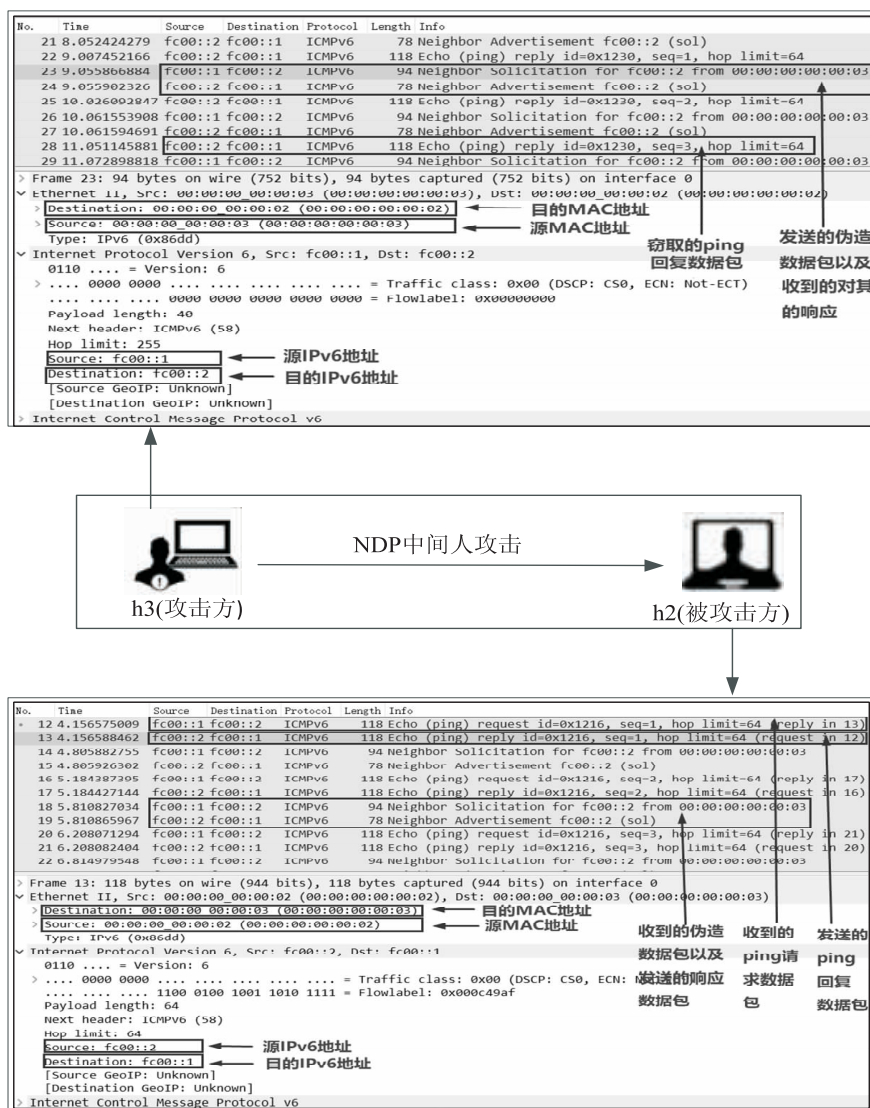 No. Time Source Destination Protocol Length Info
21 8.052424279 fc00::2 fc00::1 ICMPv6 78 Neighbor Advertisement fc00::2 (sol)
22 9.007452166 fc00::2 fc00::1 ICMPv6 118 Echo (ping) reply id=0x1230, seq=1, hop limit=64
23 9.055866884 fc00::1 fc00::2 ICMPv6 94 Neighbor Solicitation for fc00::2 from 00:00:00:00:00:03
24 9.055902326 fc00::2 fc00::1 ICMPv6 78 Neighbor Advertisement fc00::2 (sol)
25 10.026092847 fc00::2 fc00::1 ICMPv6 118 Echo (ping) reply id=0x1230, seq=2, hop limit=64
26 10.061553908 fc00::1 fc00::2 ICMPv6 94 Neighbor Solicitation for fc00::2 from 00:00:00:00:00:03
27 10.061594691 fc00::2 fc00::1 ICMPv6 78 Neighbor Advertisement fc00::2 (sol)
28 11.051145881 fc00::2 fc00::1 ICMPv6 118 Echo (ping) reply id=0x1230, seq=3, hop limit=64
29 11.072898818 fc00::1 fc00::2 ICMPv6 94 Neighbor Solicitation for fc00::2 from 00:00:00:00:00:03
Frame 23: 94 bytes on wire (752 bits), 94 bytes captured (752 bits) on interface 0
Ethernet II, Src: 00:00:00_00:00:03 (00:00:00:00:00:03), Dst: 00:00:00_00:00:02 (00:00:00:00:00:02)
Destination: 00:00:00_00:00:02 (00:00:00:00:00:02)
目的MAC地址
Source: 00:00:00_00:00:03 (00:00:00:00:00:03)
源MAC地址
Type: IPv6 (0x86dd)
Internet Protocol Version 6, Src: fc00::1, Dst: fc00::2
0110 .... = Version: 6
.... 0000 0000 .... .... .... .... .... = Traffic class: 0x00 (DSCP: CS0, ECN: Not-ECT)
.... .... .... 0000 0000 0000 0000 0000 = Flowlabel: 0x00000000
Payload length: 40
Next header: ICMPv6 (58)
Hop limit: 255
Source: fc00::1
源IPv6地址
Destination: fc00::2
目的IPv6地址
[Source GeoIP: Unknown]
[Destination GeoIP: Unknown]
Internet Control Message Protocol v6
窃取的ping
回复数据包
发送的伪造
数据包以及
收到的对其
的响应
NDP中间人攻击
h3(攻击方)
h2(被攻击方)
No. Time Source Destination Protocol Length Info
12 4.156575009 fc00::1 fc00::2 ICMPv6 118 Echo (ping) request id=0x1216, seq=1, hop limit=64 (reply in 13)
13 4.156588462 fc00::2 fc00::1 ICMPv6 118 Echo (ping) reply id=0x1216, seq=1, hop limit=64 (request in 12)
14 4.805882755 fc00::1 fc00::2 ICMPv6 94 Neighbor Solicitation for fc00::2 from 00:00:00:00:00:03
15 4.805926302 fc00::2 fc00::1 ICMPv6 78 Neighbor Advertisement fc00::2 (sol)
16 5.184387395 fc00::1 fc00::2 ICMPv6 118 Echo (ping) request id=0x1216, seq=2, hop limit=64 (reply in 17)
17 5.184427144 fc00::2 fc00::1 ICMPv6 118 Echo (ping) reply id=0x1216, seq=2, hop limit=64 (request in 16)
18 5.810827034 fc00::1 fc00::2 ICMPv6 94 Neighbor Solicitation for fc00::2 from 00:00:00:00:00:03
19 5.810865967 fc00::2 fc00::1 ICMPv6 78 Neighbor Advertisement fc00::2 (sol)
20 6.208071294 fc00::1 fc00::2 ICMPv6 118 Echo (ping) request id=0x1216, seq=3, hop limit=64 (reply in 21)
21 6.208082404 fc00::2 fc00::1 ICMPv6 118 Echo (ping) reply id=0x1216, seq=3, hop limit=64 (request in 20)
22 6.814979548 fc00::1 fc00::2 ICMPv6 94 Neighbor Solicitation for fc00::2 from 00:00:00:00:00:03
Frame 13: 118 bytes on wire (944 bits), 118 bytes captured (944 bits) on interface 0
Ethernet II, Src: 00:00:00_00:00:02 (00:00:00:00:00:02), Dst: 00:00:00_00:00:03 (00:00:00:00:00:03)
Destination: 00:00:00_00:00:03 (00:00:00:00:00:03)
目的MAC地址
Source: 00:00:00_00:00:02 (00:00:00:00:00:02)
源MAC地址
Type: IPv6 (0x86dd)
Internet Protocol Version 6, Src: fc00::2, Dst: fc00::1
0110 .... = Version: 6
.... 0000 0000 .... .... .... .... .... = Traffic class: 0x00 (DSCP: CS0, ECN:
.... .... .... 1100 0100 1001 1010 1111 = Flowlabel: 0x000c49af
Payload length: 64
Next header: ICMPv6 (58)
Hop limit: 64
Source: fc00::2
源IPv6地址
Destination: fc00::1
目的IPv6地址
[Source GeoIP: Unknown]
[Destination GeoIP: Unknown]
Internet Control Message Protocol v6
收到的伪造
数据包以及
发送的响应
数据包
收到的
ping请
求数据
包
发送的
ping
回复
数据包